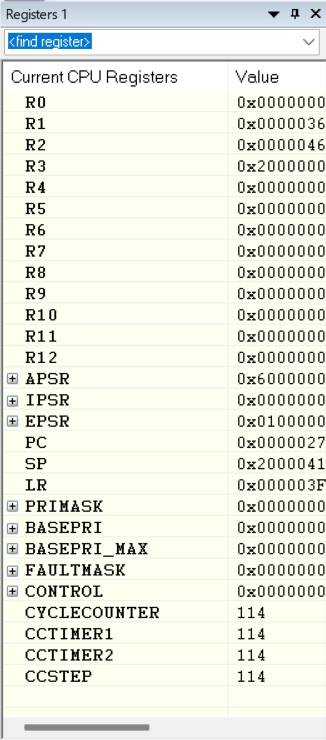 Registers 1
<find register>
Current CPU Registers Value
R0 0x0000000
R1 0x0000036
R2 0x0000046
R3 0x2000000
R4 0x0000000
R5 0x0000000
R6 0x0000000
R7 0x0000000
R8 0x0000000
R9 0x0000000
R10 0x0000000
R11 0x0000000
R12 0x0000000
APSR 0x6000000
IPSR 0x0000000
EPSR 0x0100000
PC 0x0000027
SP 0x2000041
LR 0x000003F
PRIMASK 0x0000000
BASEPRI 0x0000000
BASEPRI_MAX 0x0000000
FAULTMASK 0x0000000
CONTROL 0x0000000
CYCLECOUNTER 114
CCTIMER1 114
CCTIMER2 114
CCSTEP 114